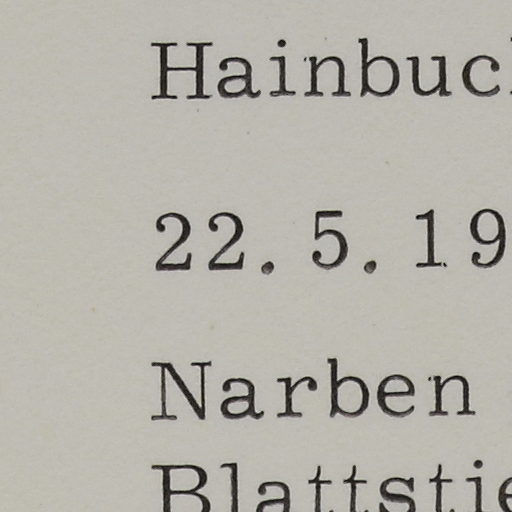 Hainbuc
22.5.19
Narben
Blattstie